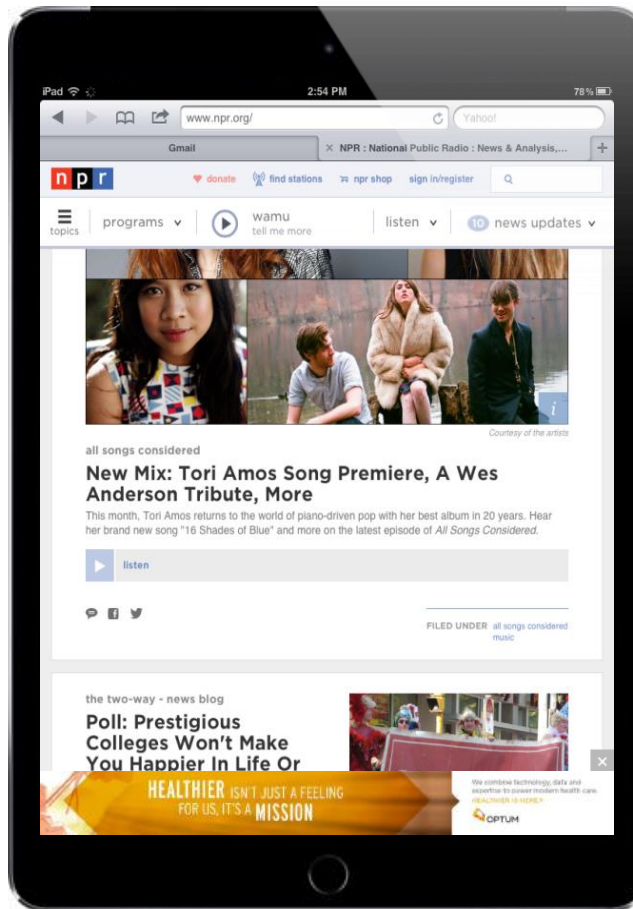 iPad 2:54 PM 78%
www.npr.org/ Yahoo!
Gmail × NPR : National Public Radio : News & Analysis,... +
npr donate find stations npr shop sign in/register
topics programs wamu listen 10 news updates
tell me more
i
Courtesy of the artists
all songs considered
New Mix: Tori Amos Song Premiere, A Wes
Anderson Tribute, More
This month, Tori Amos returns to the world of piano-driven pop with her best album in 20 years. Hear
her brand new song "16 Shades of Blue" and more on the latest episode of All Songs Considered.
listen
FILED UNDER all songs considered
music
the two-way - news blog
Poll: Prestigious
Colleges Won't Make
You Happier In Life Or
HEALTHIER ISN'T JUST A FEELING
FOR US, IT'S A MISSION
We combine technology, data and
expertise to power modern health care.
HEALTHIER IS HERE.
OPTUM